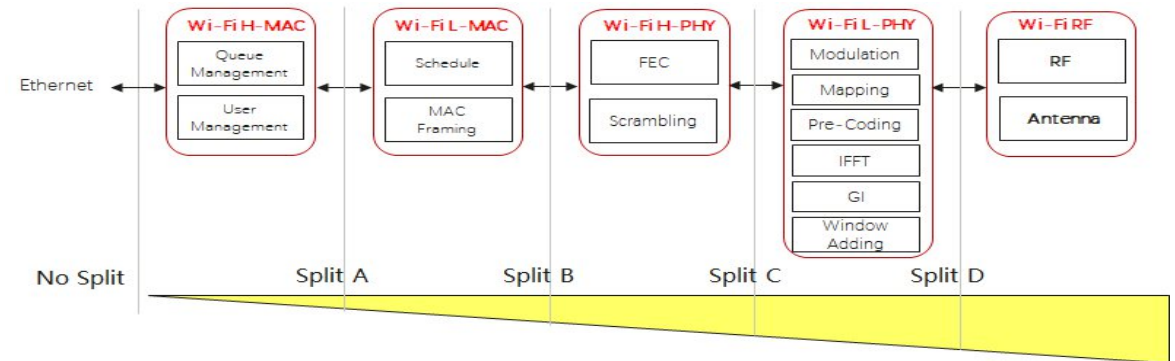 Wi-Fi H-MAC
Queue
Management
User
Management
Wi-Fi L-MAC
Schedule
MAC
Framing
Wi-Fi H-PHY
FEC
Scrambling
Wi-Fi L-PHY
Modulation
Mapping
Pre-Coding
IFFT
GI
Window
Adding
Wi-Fi RF
RF
Antenna
Ethernet
No Split
Split A
Split B
Split C
Split D